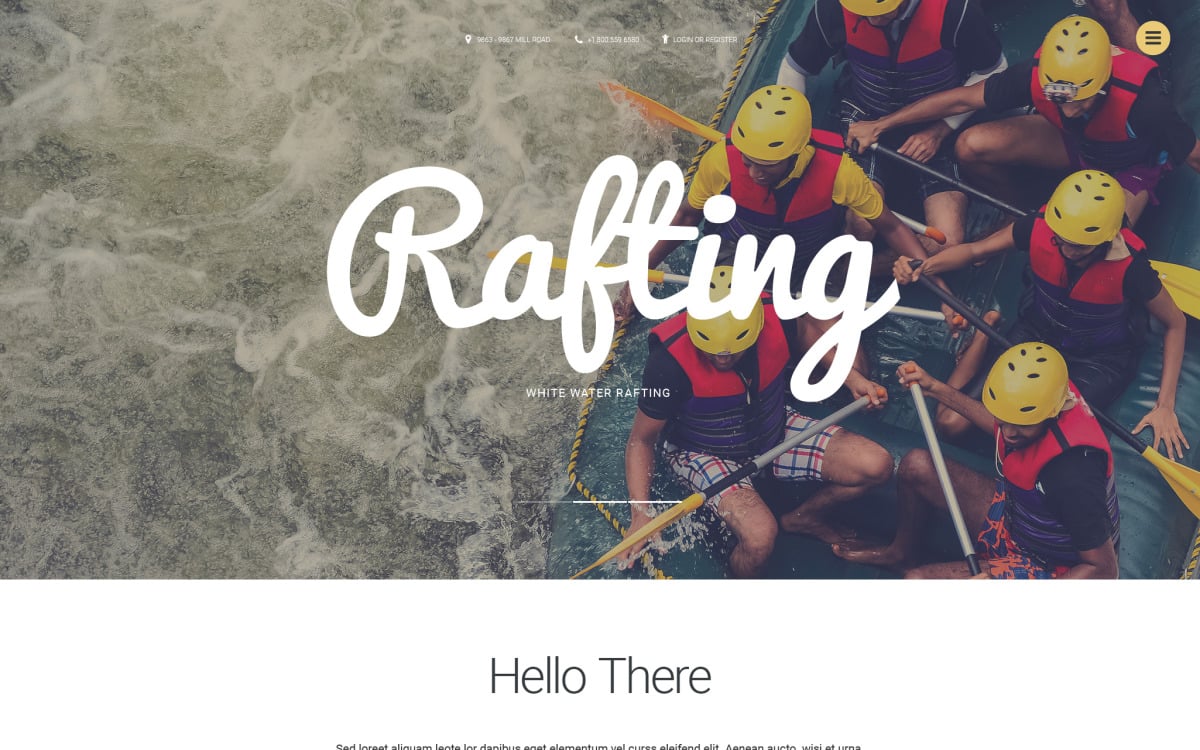 9863 - 9867 MILL ROAD +1 800 559 6580 LOGIN OR REGISTER
Rafting
WHITE WATER RAFTING
Hello There
Sed loreet aliquam leote lor dapibus eget elementum vel curss eleifend elit. Aenean aucto, wisi et urna